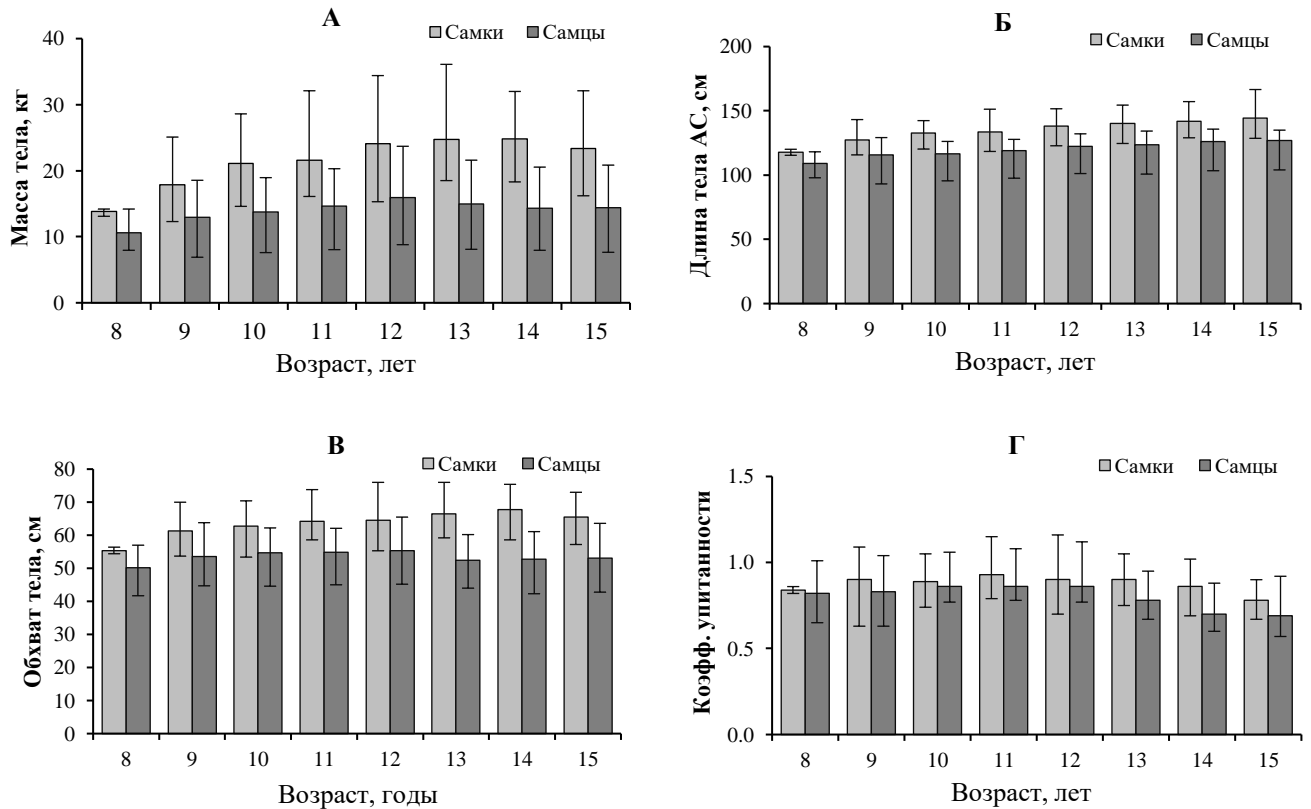 А
Самки Самцы
Масса тела, кг
40
30
20
10
0
8 9 10 11 12 13 14 15
Возраст, лет
Б
Самки Самцы
Длина тела АС, см
200
150
100
50
0
8 9 10 11 12 13 14 15
Возраст, лет
В
Самки Самцы
Обхват тела, см
80
70
60
50
40
30
20
10
0
8 9 10 11 12 13 14 15
Возраст, годы
Г
Самки Самцы
Коэфф. упитанности
1.5
1.0
0.5
0.0
8 9 10 11 12 13 14 15
Возраст, лет